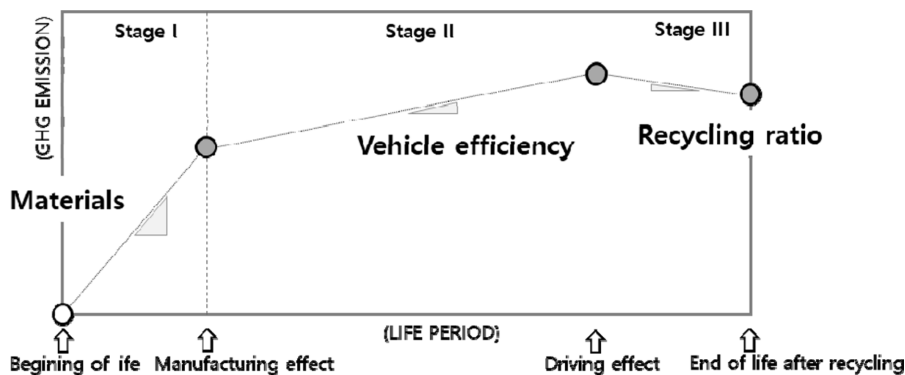 Stage I
Stage II
Stage III
(CHG EMISSION)
Recycling ratio
Vehicle efficiency
Materials
(LIFE PERIOD)
Begining of ife
Manufacturing effect
Driving effect
End of life after recycling